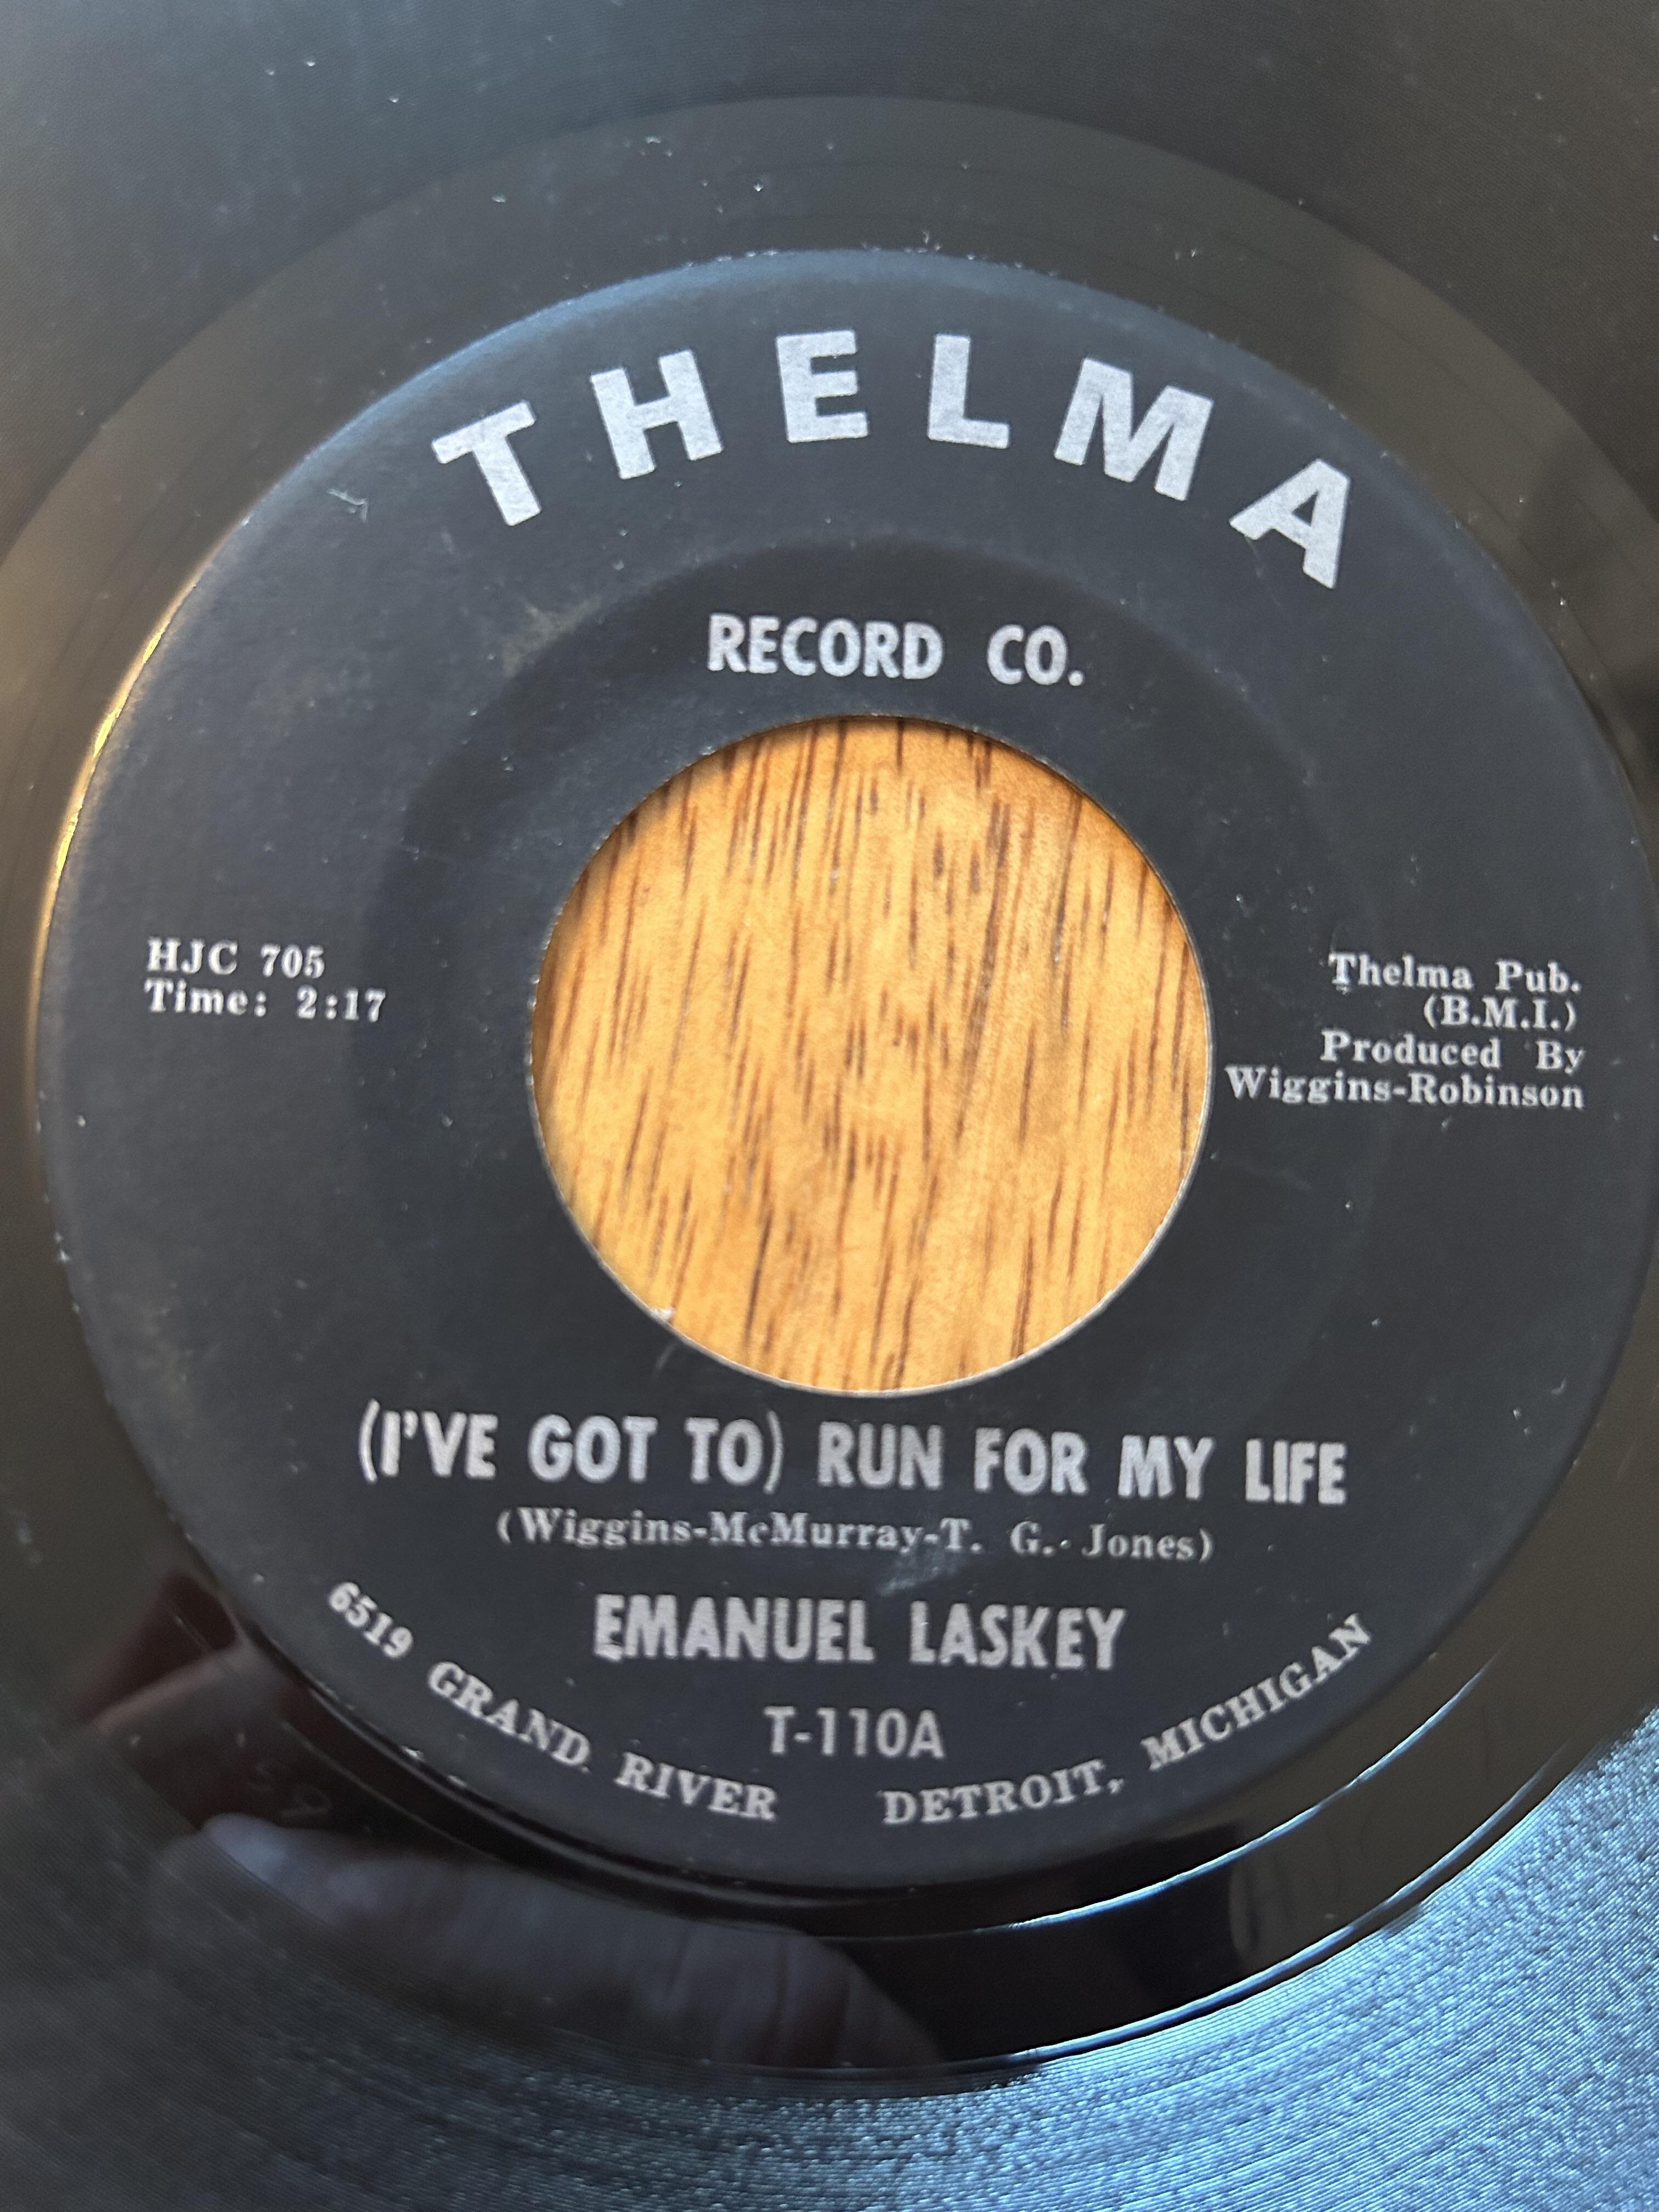 THELMA
RECORD CO.
HJC 705
Time: 2:17
Thelma Pub.
(B.M.I.)
Produced By
Wiggins-Robinson
(I'VE GOT TO) RUN FOR MY LIFE
(Wiggins-McMurray-T. G. Jones)
EMANUEL LASKEY
T-110A
6519 GRAND RIVER DETROIT, MICHIGAN